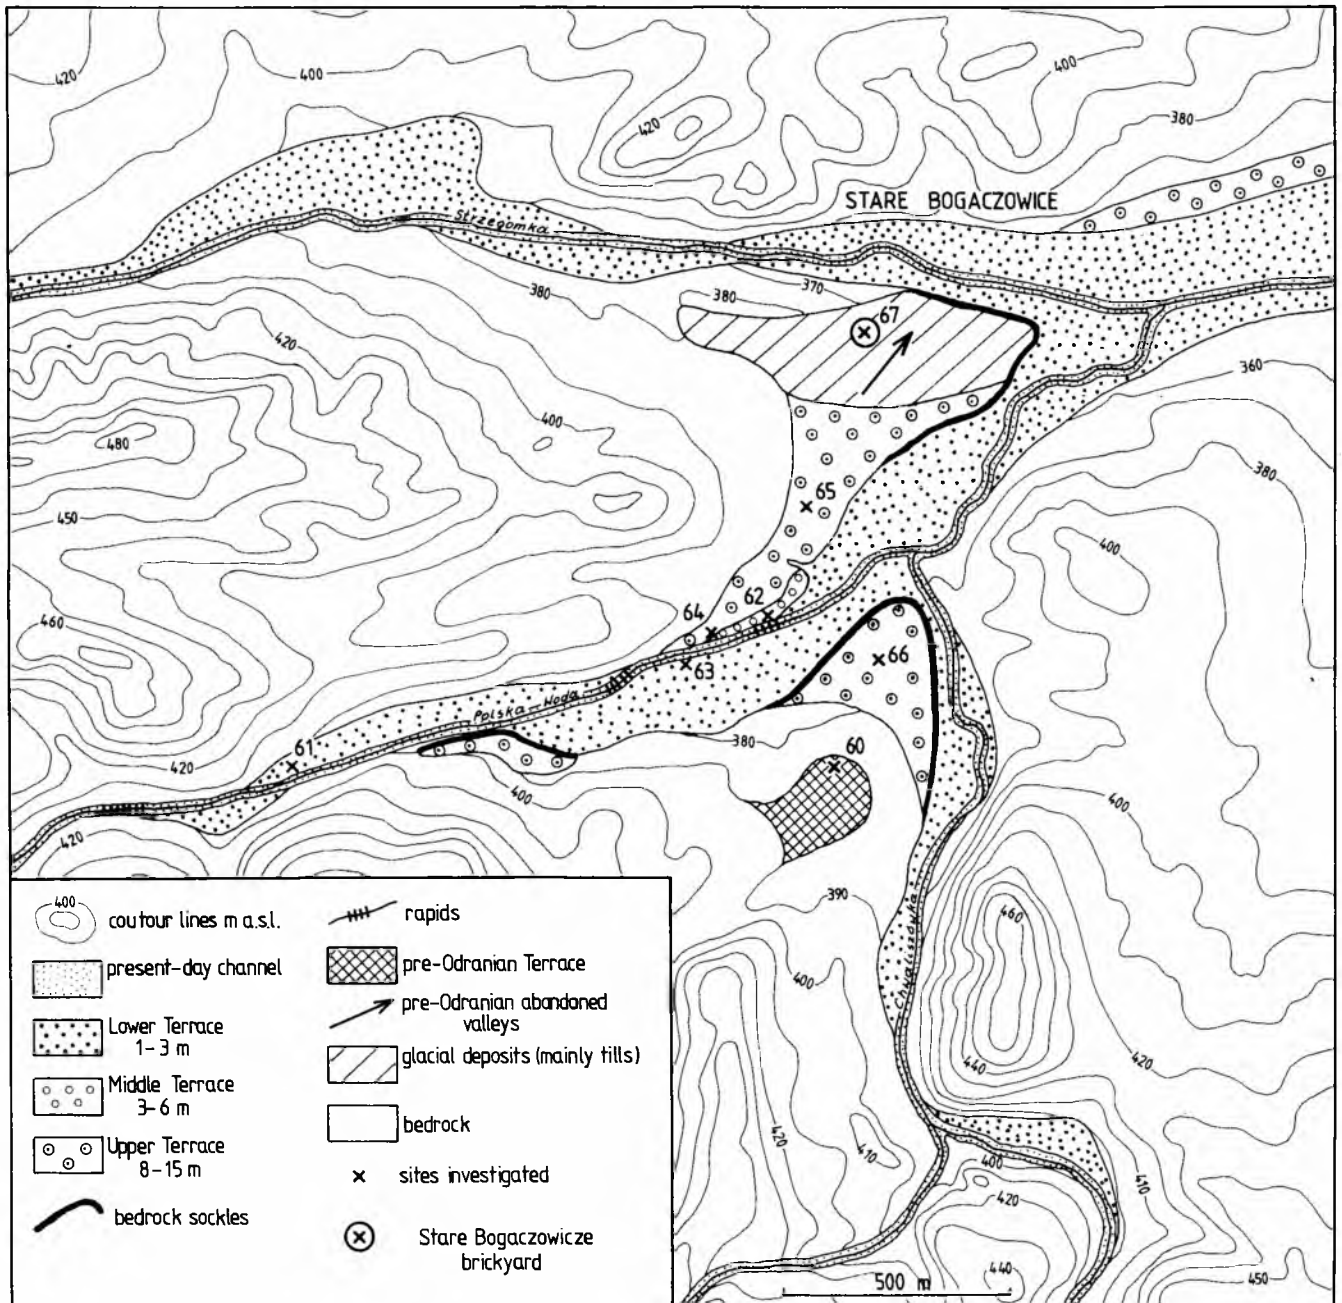 420
400
400
420
380
STARE BOGACZOWICE
Strzegomka
380
380
370
67
420
360
400
480
380
65
450
400
62
64
460
66
63
Polska Woda
61
380
60
420
400
400
420
390
460
400
Chwaliszówka
420
440
420
410
400
410
420
440
450
500 m
400
coutour lines m a.s.l.
present-day channel
Lower Terrace
1-3 m
Middle Terrace
3-6 m
Upper Terrace
8-15 m
bedrock sockles
rapids
pre-Odranian Terrace
pre-Odranian abandoned
valleys
glacial deposits (mainly tills)
bedrock
sites investigated
Stare Bogaczowicze
brickyard